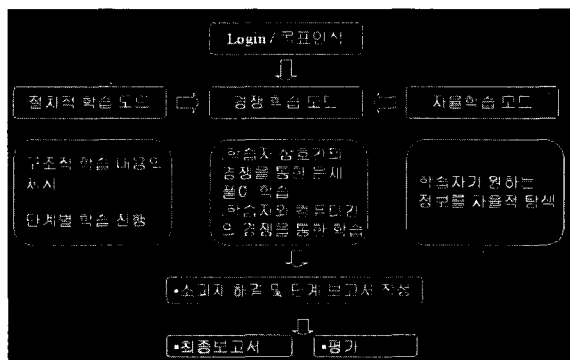 Login / 목표인식
절차적 학습 모드
경쟁 학습 모드
자율학습 모드
구조적 학습 내용의
제시
단계별 학습 진행
.학습자 상호간의
경쟁을 통한 문제
풀이 학습
.학습자와 컴퓨터간
의 경쟁을 통한 학습
학습자가 원하는
정보를 자율적 탐색
▪소과제 해결 및 단계 보고서 작성
▪최종보고서
▪평가